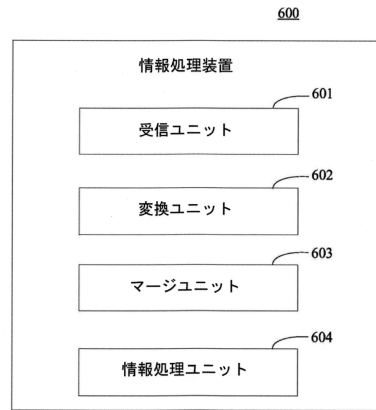 600
情報処理装置
601
受信ユニット
602
変換ユニット
603
マージユニット
604
情報処理ユニット